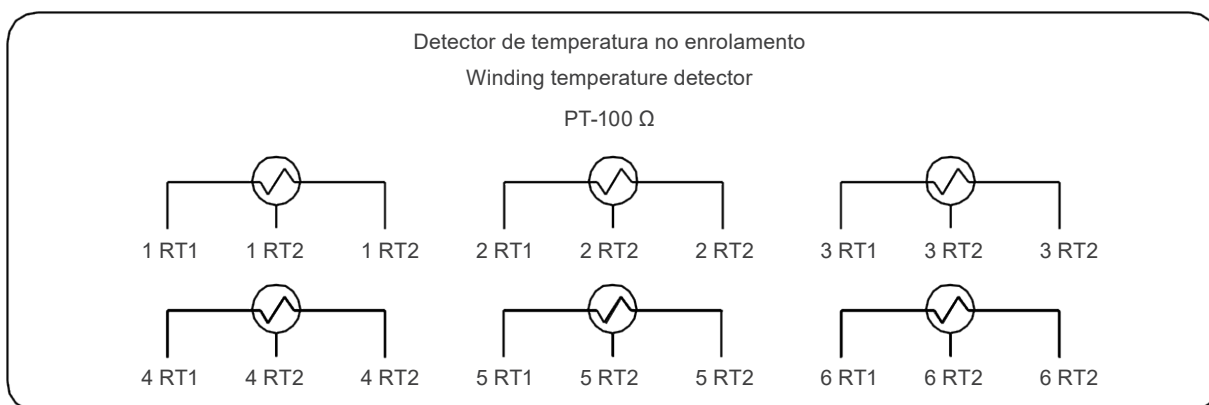 Detector de temperatura no enrolamento
Winding temperature detector
PT-100 Ω
1 RT1 1 RT2 1 RT2 2 RT1 2 RT2 2 RT2 3 RT1 3 RT2 3 RT2
4 RT1 4 RT2 4 RT2 5 RT1 5 RT2 5 RT2 6 RT1 6 RT2 6 RT2